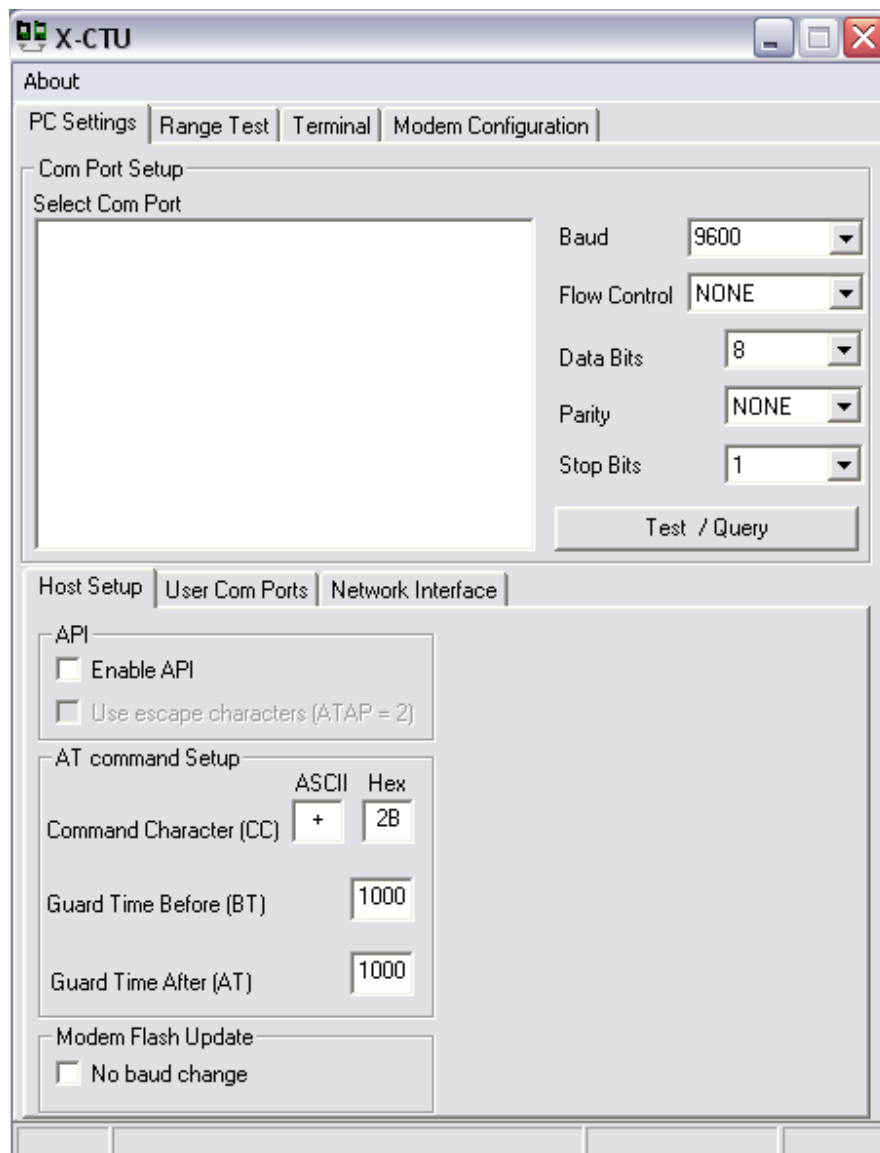 X-CTU
About
PC Settings Range Test Terminal Modem Configuration
Com Port Setup
Select Com Port
Baud 9600
Flow Control NONE
Data Bits 8
Parity NONE
Stop Bits 1
Test / Query
Host Setup User Com Ports Network Interface
API
Enable API
Use escape characters (ATAP = 2)
AT command Setup
ASCII Hex
Command Character (CC) + 2B
Guard Time Before (BT) 1000
Guard Time After (AT) 1000
Modem Flash Update
No baud change